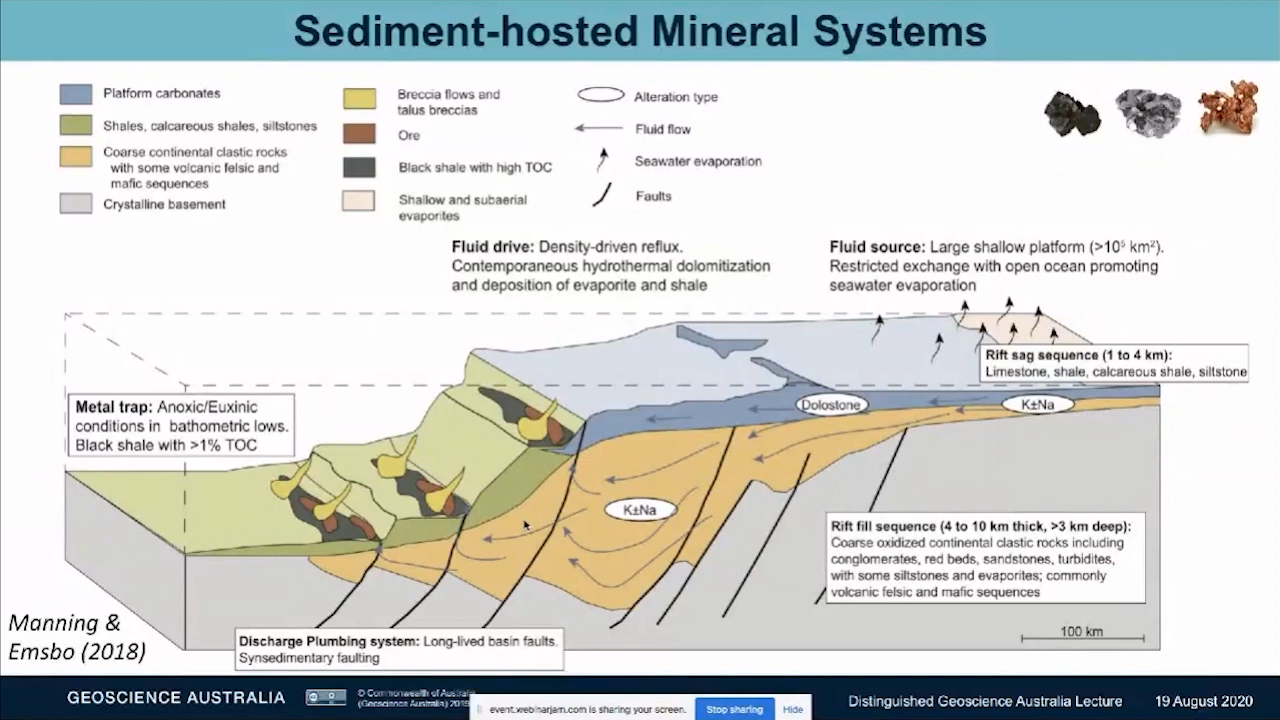 Sediment-hosted Mineral Systems
Platform carbonates
Shales, calcareous shales, siltstones
Coarse continental clastic rocks
with some volcanic felsic and
mafic sequences
Crystalline basement
Breccia flows and
talus breccias
Ore
Black shale with high TOC
Shallow and subaerial
evaporites
Alteration type
Fluid flow
Seawater evaporation
Faults
Fluid drive: Density-driven reflux.
Contemporaneous hydrothermal dolomitization
and deposition of evaporite and shale
Fluid source: Large shallow platform (>10⁵ km²).
Restricted exchange with open ocean promoting
seawater evaporation
Rift sag sequence (1 to 4 km):
Limestone, shale, calcareous shale, siltstone
Metal trap: Anoxic/Euxinic
conditions in bathometric lows.
Black shale with >1% TOC
Dolostone
K±Na
K±Na
Rift fill sequence (4 to 10 km thick, >3 km deep):
Coarse oxidized continental clastic rocks including
conglomerates, red beds, sandstones, turbidites,
with some siltstones and evaporites; commonly
volcanic felsic and mafic sequences
100 km
Manning &
Emsbo (2018)
Discharge Plumbing system: Long-lived basin faults.
Synsedimentary faulting
GEOSCIENCE AUSTRALIA
© Commonwealth of Australia
(Geoscience Australia) 2019
event.webinarjam.com is sharing your screen.
Stop sharing
Hide
Distinguished Geoscience Australia Lecture
19 August 2020